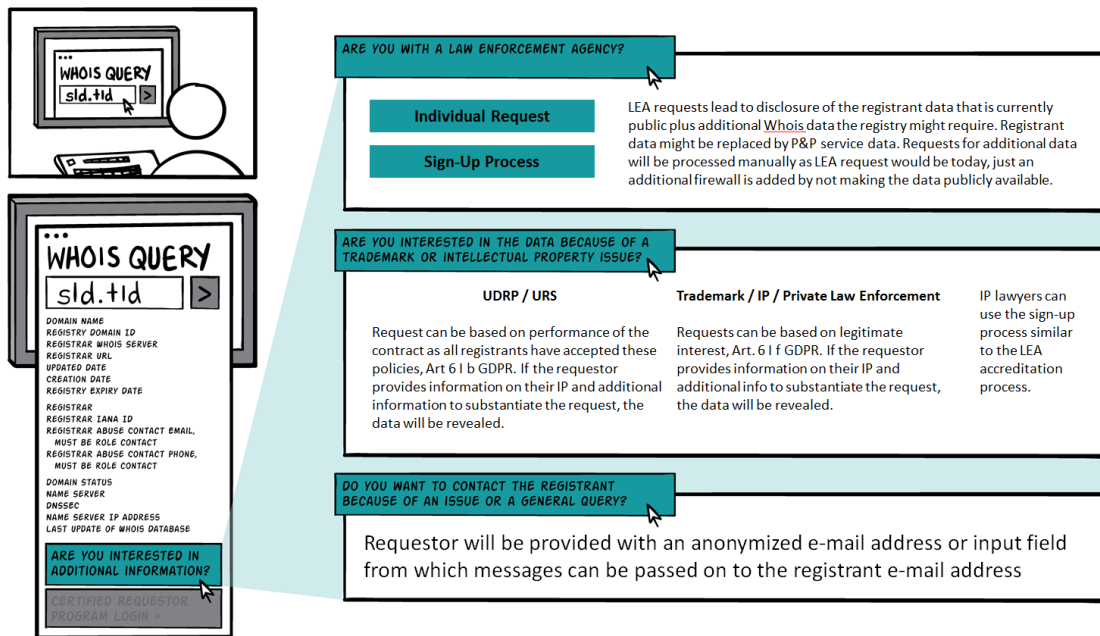 WHOIS QUERY
sld.tld
>
WHOIS QUERY
sld.tld
>
DOMAIN NAME
REGISTRY DOMAIN ID
REGISTRAR WHOIS SERVER
REGISTRAR URL
UPDATED DATE
CREATION DATE
REGISTRY EXPIRY DATE
REGISTRAR
REGISTRAR IANA ID
REGISTRAR ABUSE CONTACT EMAIL,
MUST BE ROLE CONTACT
REGISTRAR ABUSE CONTACT PHONE,
MUST BE ROLE CONTACT
DOMAIN STATUS
NAME SERVER
DNSSEC
NAME SERVER IP ADDRESS
LAST UPDATE OF WHOIS DATABASE
ARE YOU INTERESTED IN
ADDITIONAL INFORMATION?
CERTIFIED REQUESTOR
PROGRAM LOGIN >
ARE YOU WITH A LAW ENFORCEMENT AGENCY?
Individual Request
Sign-Up Process
LEA requests lead to disclosure of the registrant data that is currently
public plus additional Whois data the registry might require. Registrant
data might be replaced by P&P service data. Requests for additional data
will be processed manually as LEA request would be today, just an
additional firewall is added by not making the data publicly available.
ARE YOU INTERESTED IN THE DATA BECAUSE OF A
TRADEMARK OR INTELLECTUAL PROPERTY ISSUE?
UDRP / URS
Request can be based on performance of the
contract as all registrants have accepted these
policies, Art 6 I b GDPR. If the requestor
provides information on their IP and additional
information to substantiate the request, the
data will be revealed.
Trademark / IP / Private Law Enforcement
Requests can be based on legitimate
interest, Art. 6 I f GDPR. If the requestor
provides information on their IP and
additional info to substantiate the request,
the data will be revealed.
IP lawyers can
use the sign-up
process similar
to the LEA
accreditation
process.
DO YOU WANT TO CONTACT THE REGISTRANT
BECAUSE OF AN ISSUE OR A GENERAL QUERY?
Requestor will be provided with an anonymized e-mail address or input field
from which messages can be passed on to the registrant e-mail address